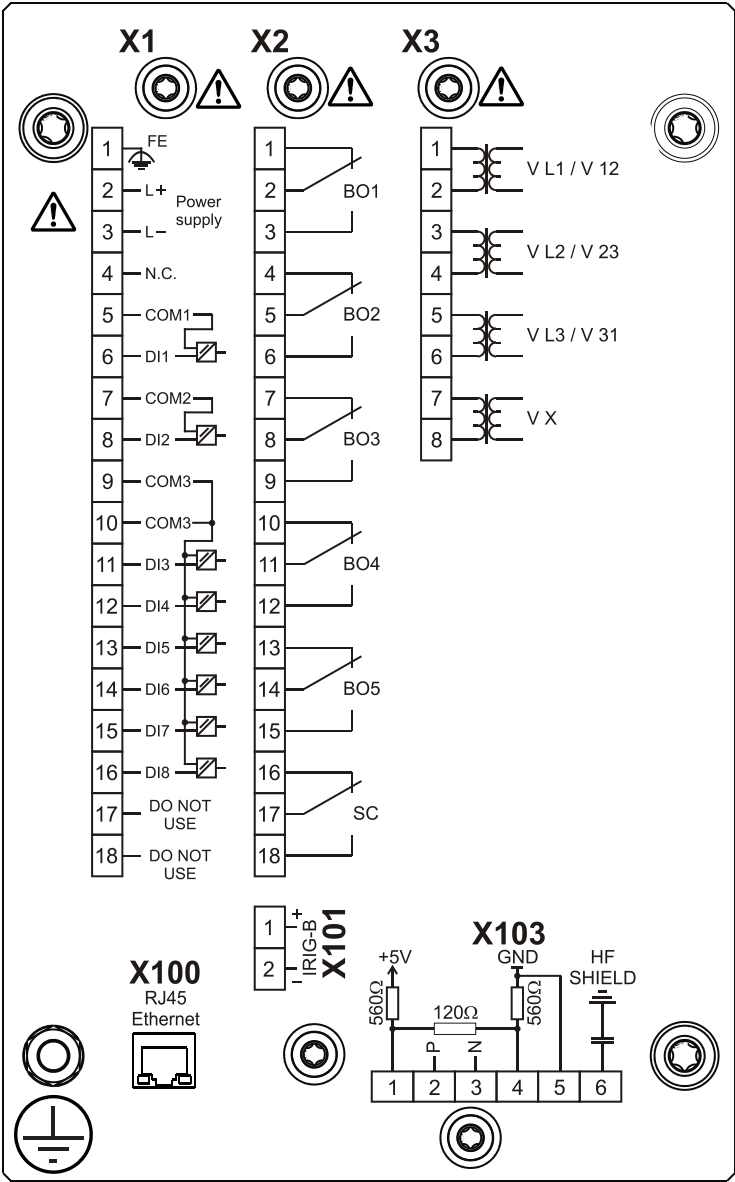 X1
X2
X3
1 FE
2 L+ Power supply
3 L–
4 N.C.
5 COM1
6 DI1
7 COM2
8 DI2
9 COM3
10 COM3
11 DI3
12 DI4
13 DI5
14 DI6
15 DI7
16 DI8
17 DO NOT USE
18 DO NOT USE
1
2 BO1
3
4
5 BO2
6
7
8 BO3
9
10
11 BO4
12
13
14 BO5
15
16
17 SC
18
1
2
V L1 / V 12
3
4
V L2 / V 23
5
6
V L3 / V 31
7
8
V X
X100
RJ45
Ethernet
1 +
2 –
IRIG-B
X101
X103
+5V
GND
HF
SHIELD
560Ω
120Ω
560Ω
P
N
1 2 3 4 5 6